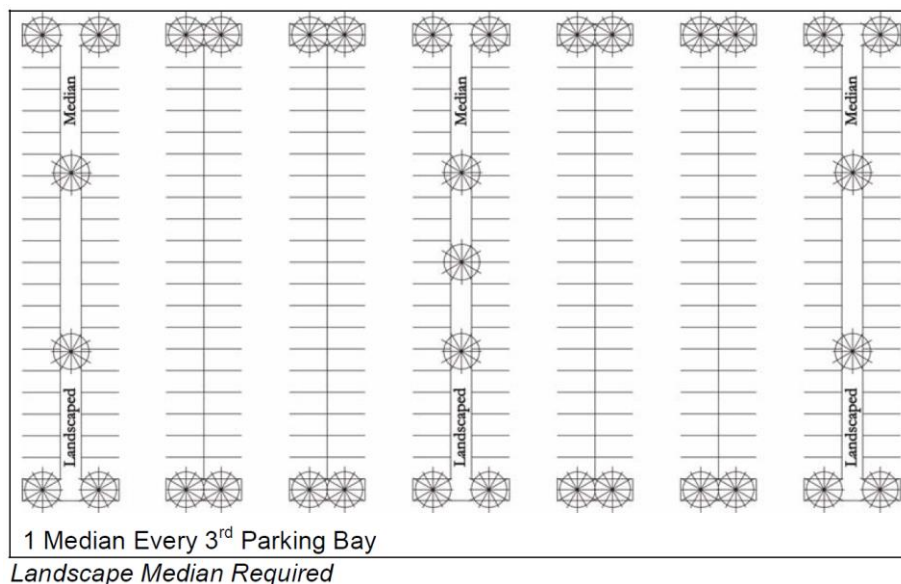 Median
Median
Median
Landscaped
Landscaped
Landscaped
1 Median Every 3rd Parking Bay
Landscape Median Required